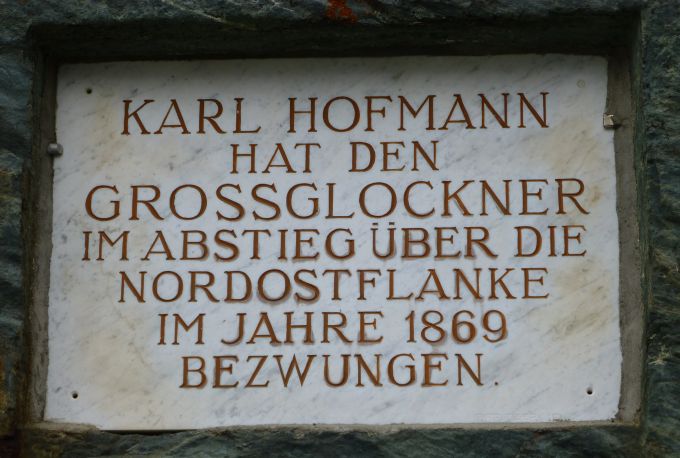 KARL HOFMANN
HAT DEN
GROSSGLOCKNER
IM ABSTIEG ÜBER DIE
NORDOSTFLANKE
IM JAHRE 1869
BEZWUNGEN.